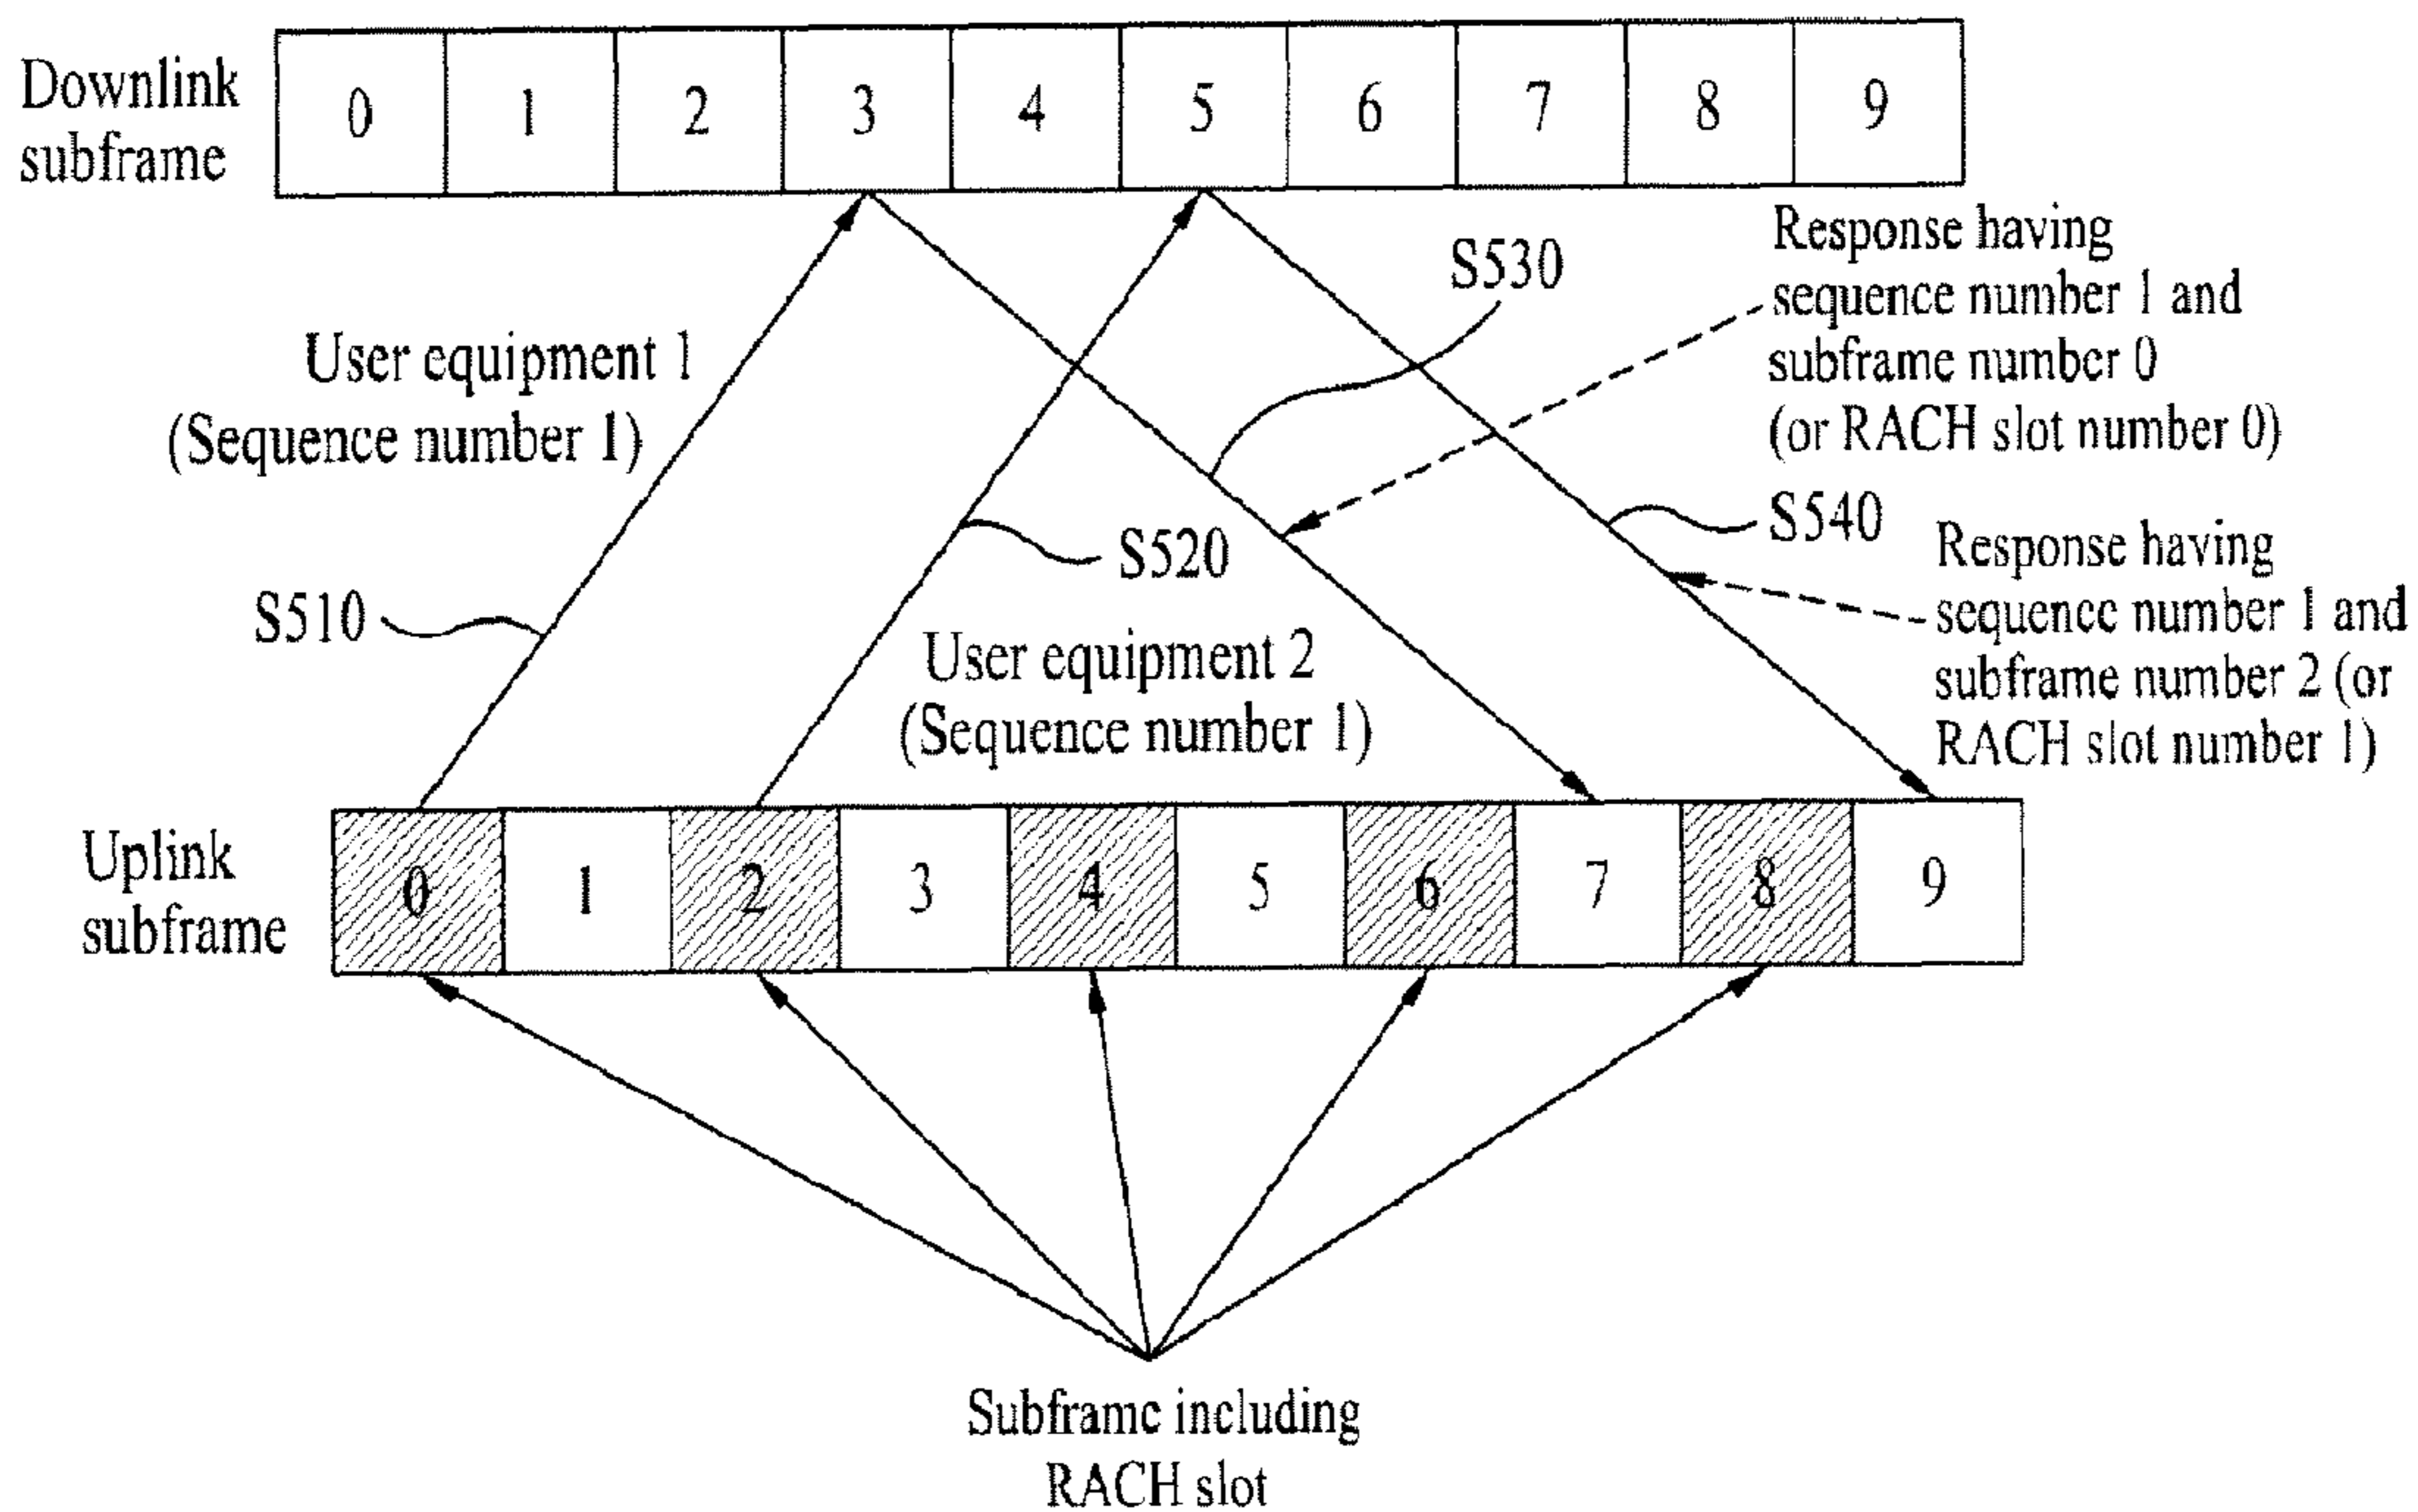 Downlink
subframe
0 1 2 3 4 5 6 7 8 9
Response having
sequence number 1 and
subframe number 0
(or RACH slot number 0)
S530
User equipment 1
(Sequence number 1)
S540
S520
Response having
sequence number 1 and
subframe number 2 (or
RACH slot number 1)
S510
User equipment 2
(Sequence number 1)
Uplink
subframe
0 1 2 3 4 5 6 7 8 9
Subframe including
RACH slot